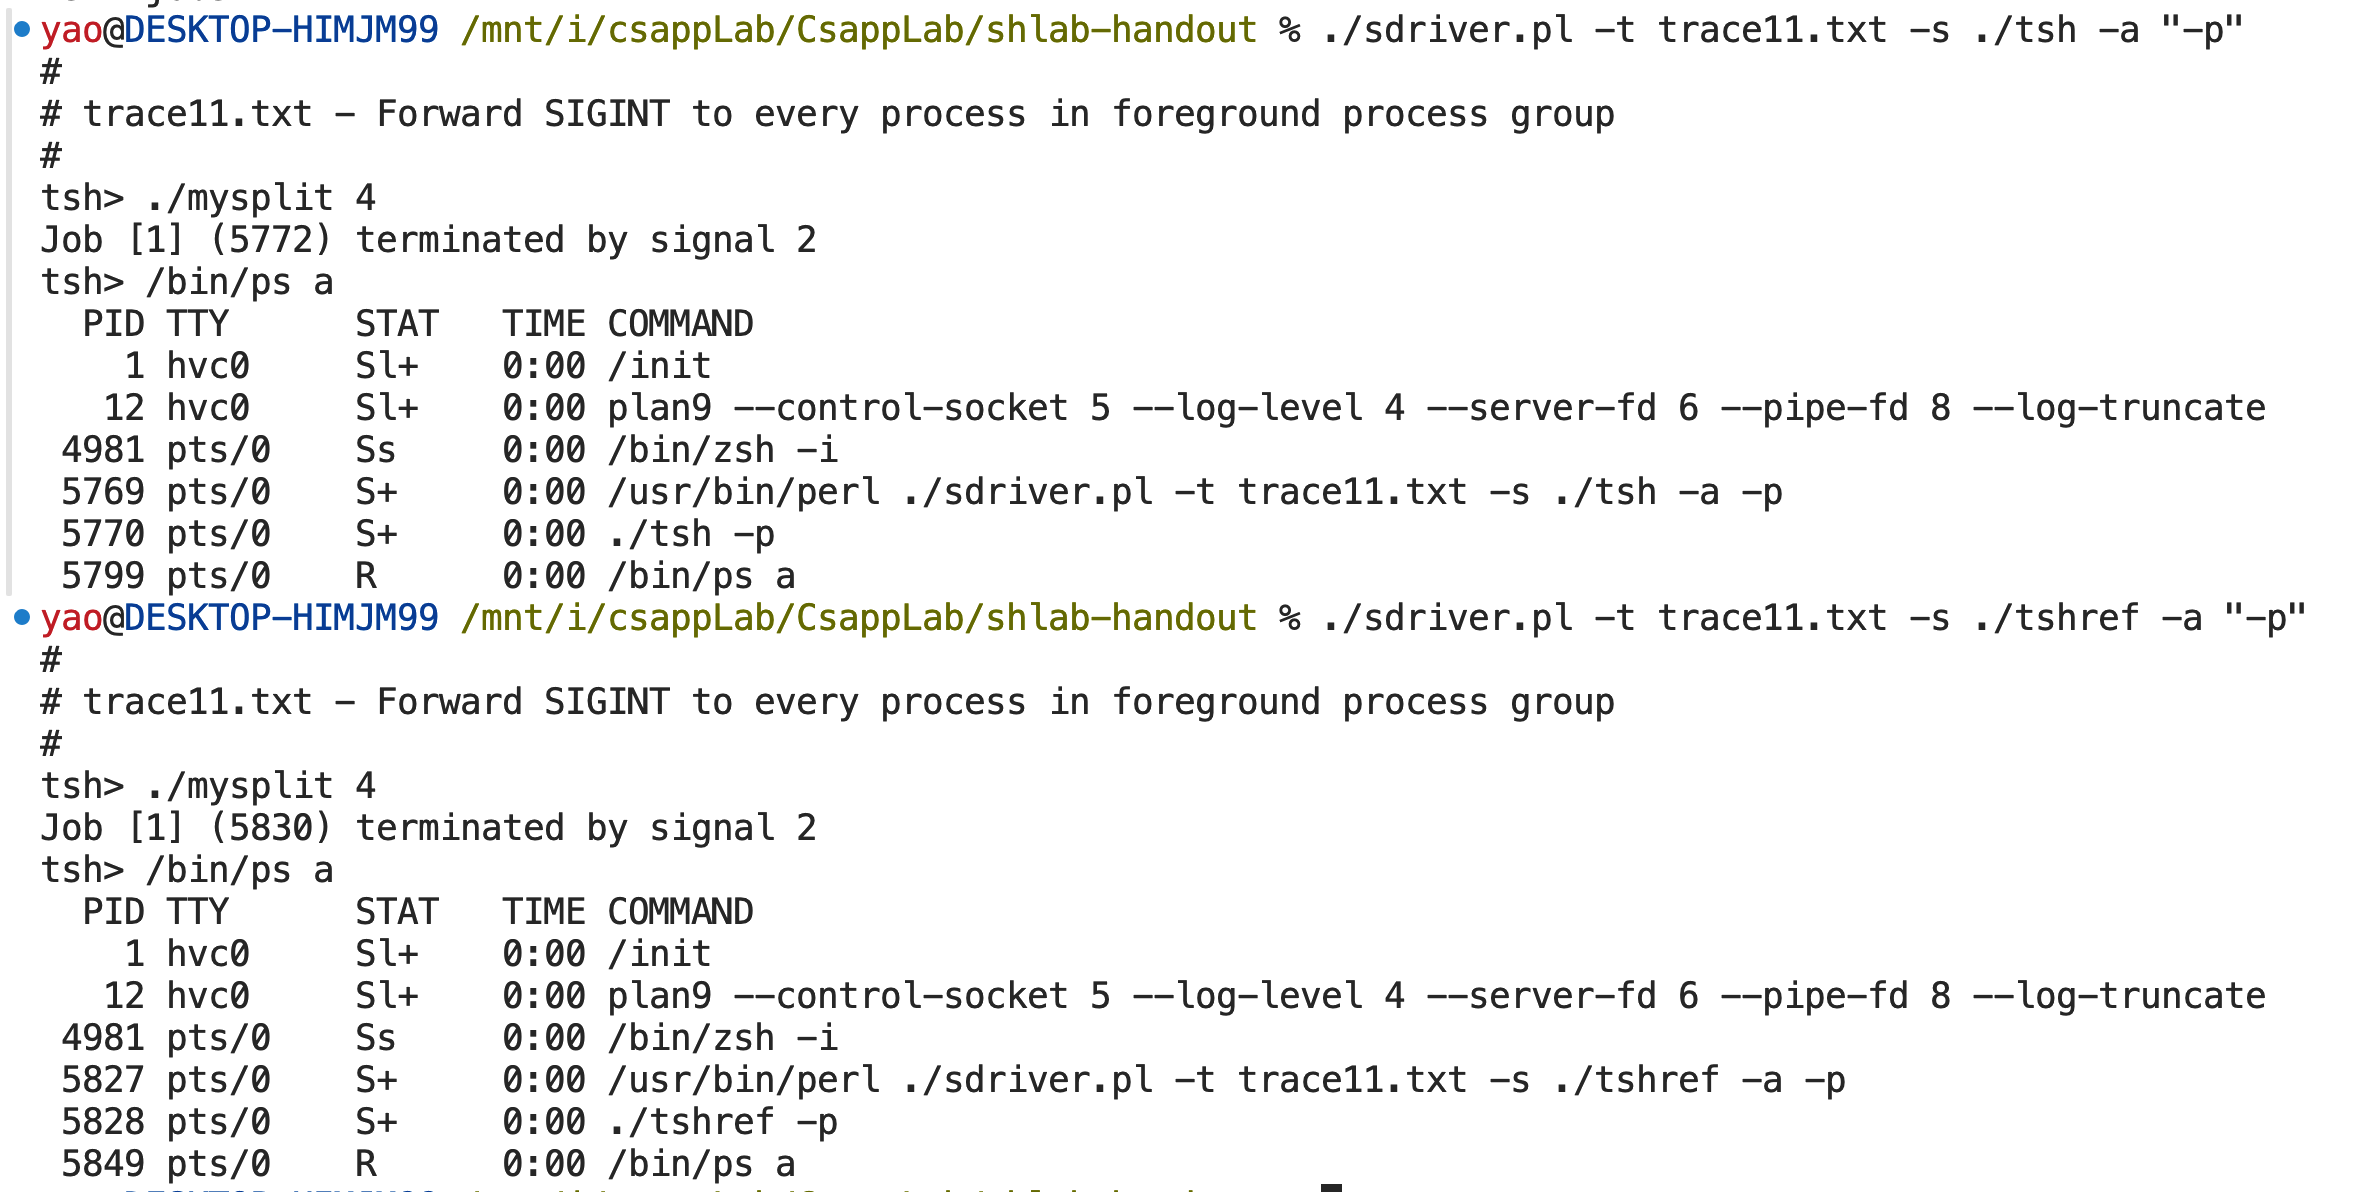 yao@DESKTOP-HIMJM99 /mnt/i/csappLab/CsappLab/shlab-handout % ./sdriver.pl -t trace11.txt -s ./tsh -a "-p"
#
# trace11.txt - Forward SIGINT to every process in foreground process group
#
tsh> ./mysplit 4
Job [1] (5772) terminated by signal 2
tsh> /bin/ps a
  PID TTY      STAT   TIME COMMAND
    1 hvc0     Sl+    0:00 /init
   12 hvc0     Sl+    0:00 plan9 --control-socket 5 --log-level 4 --server-fd 6 --pipe-fd 8 --log-truncate
 4981 pts/0    Ss     0:00 /bin/zsh -i
 5769 pts/0    S+     0:00 /usr/bin/perl ./sdriver.pl -t trace11.txt -s ./tsh -a -p
 5770 pts/0    S+     0:00 ./tsh -p
 5799 pts/0    R      0:00 /bin/ps a
yao@DESKTOP-HIMJM99 /mnt/i/csappLab/CsappLab/shlab-handout % ./sdriver.pl -t trace11.txt -s ./tshref -a "-p"
#
# trace11.txt - Forward SIGINT to every process in foreground process group
#
tsh> ./mysplit 4
Job [1] (5830) terminated by signal 2
tsh> /bin/ps a
  PID TTY      STAT   TIME COMMAND
    1 hvc0     Sl+    0:00 /init
   12 hvc0     Sl+    0:00 plan9 --control-socket 5 --log-level 4 --server-fd 6 --pipe-fd 8 --log-truncate
 4981 pts/0    Ss     0:00 /bin/zsh -i
 5827 pts/0    S+     0:00 /usr/bin/perl ./sdriver.pl -t trace11.txt -s ./tshref -a -p
 5828 pts/0    S+     0:00 ./tshref -p
 5849 pts/0    R      0:00 /bin/ps a